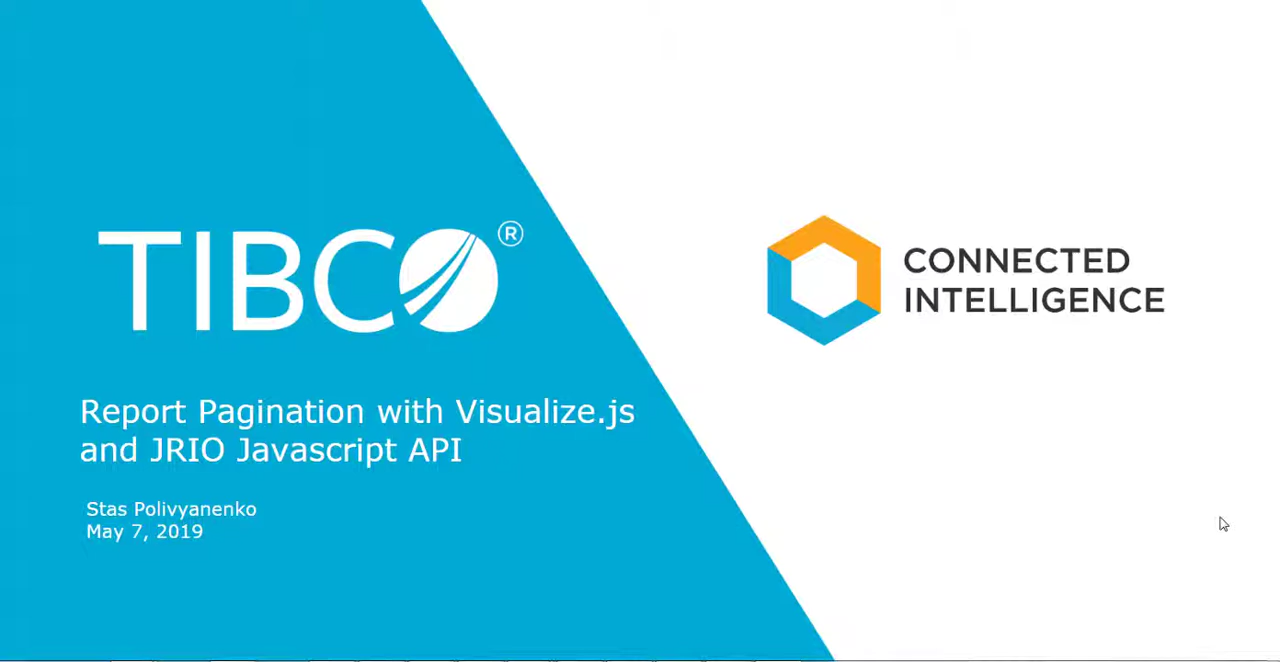 TIBCO®
CONNECTED
INTELLIGENCE
Report Pagination with Visualize.js
and JRIO Javascript API
Stas Polivyanenko
May 7, 2019